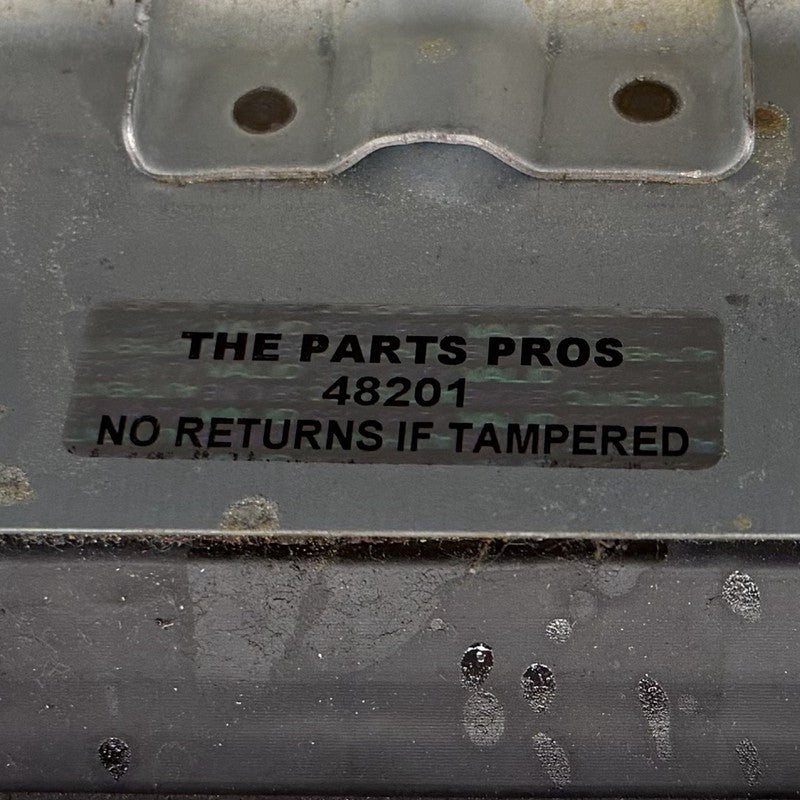 THE PARTS PROS
48201
NO RETURNS IF TAMPERED